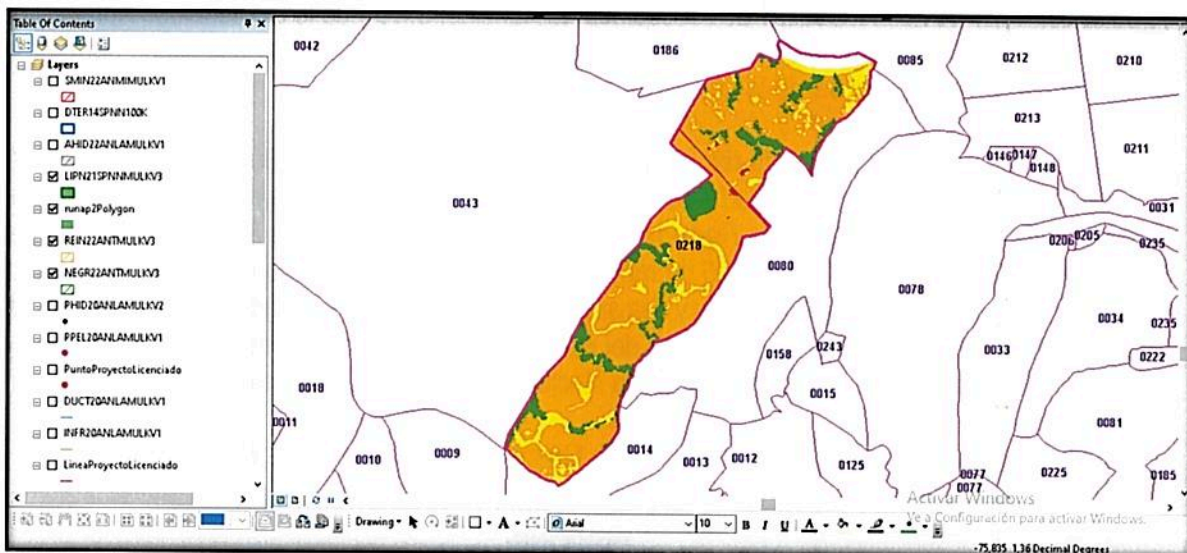 Table Of Contents
Layers
SMIN22ANMIMULKV1
DTER14SPNN100K
AHID22ANLAMULKV1
LIPN21SPNNMULKV3
runap2Polygon
REIN22ANTMULKV3
NEGR22ANTMULKV3
PHID20ANLAMULKV2
PPEL20ANLAMULKV1
PuntoProyectoLicenciado
DUCT20ANLAMULKV1
INFR20ANLAMULKV1
LineaProyectoLicenciado
0042
0186
0085
0212
0210
0213
0146
0147
0148
0211
0043
0031
0218
0206
0205
0235
0080
0078
0034
0235
0033
0243
0158
0222
0018
0015
0011
0081
0014
0009
0010
0013
0012
0125
0077
0077
0225
0185
Activar Windows
Ve a Configuración para activar Windows.
Drawing
A
Arial
10
B
I
U
A
-75,835 1,36 Decimal Degrees